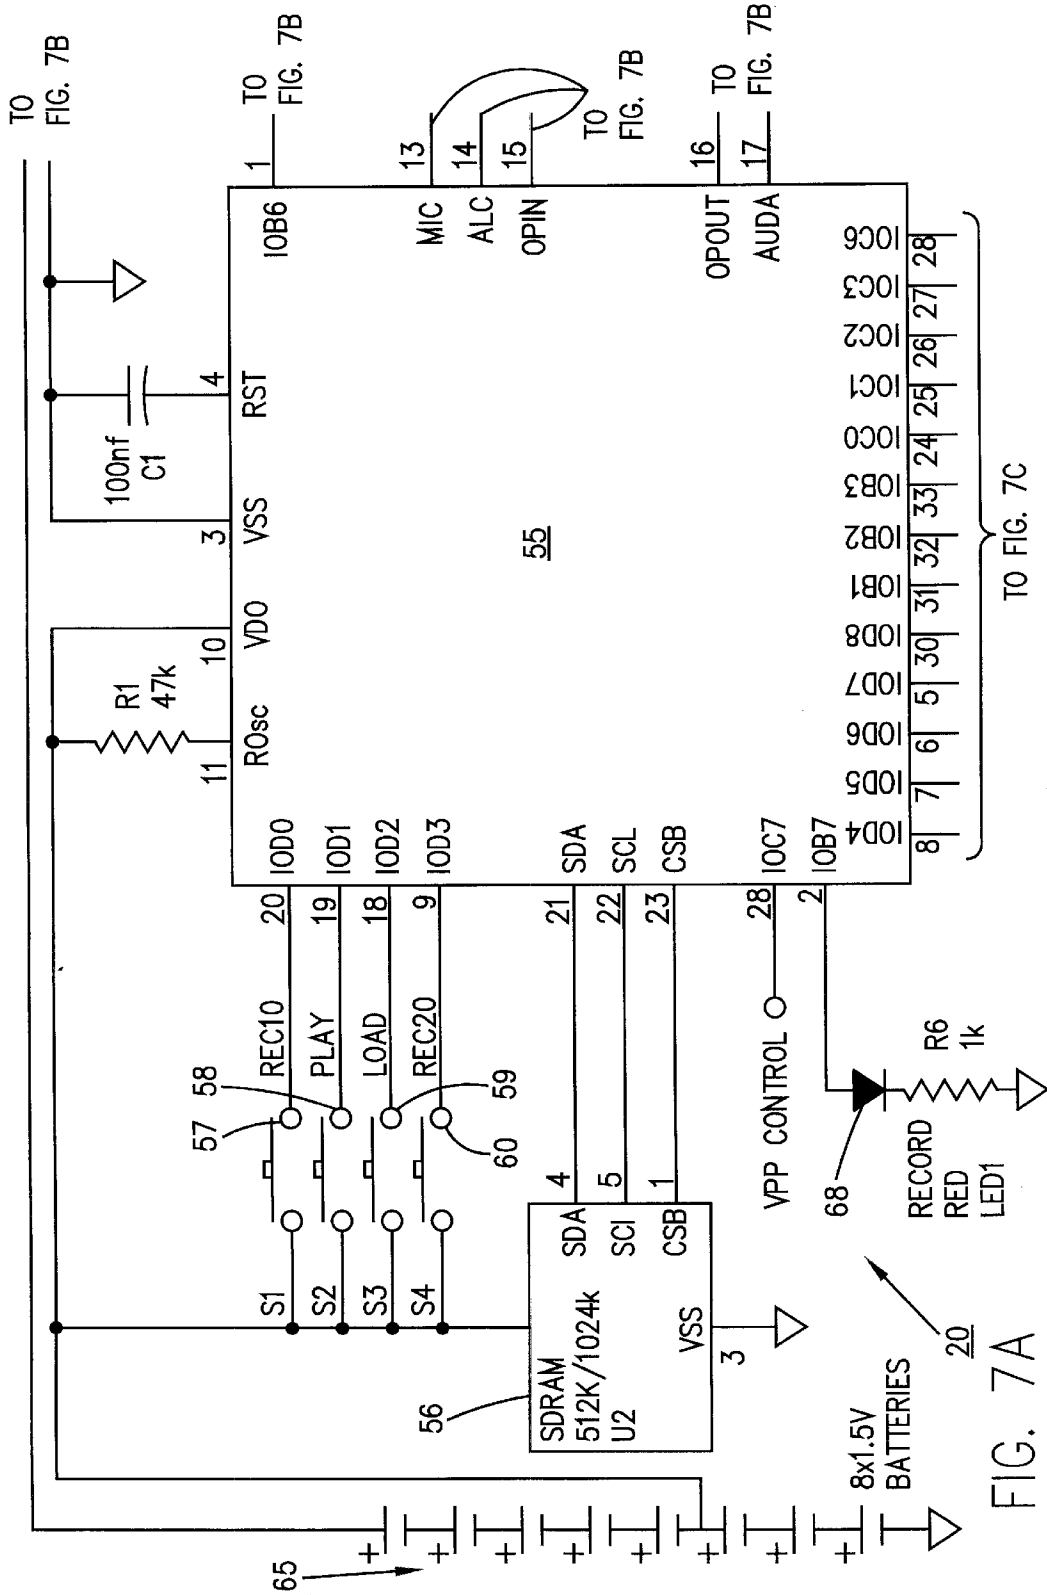 TO
FIG. 7B
TO
FIG. 7B
TO
FIG. 7B
TO
FIG. 7B
1
IOB6
13
MIC
14
ALC
15
OPIN
16
OPOUT
17
AUDA
100nf
C1
4
RST
3
VSS
10
VDO
R1
47k
11
ROsc
55
IOD0
IOD1
IOD2
IOD3
SDA
SCL
CSB
IOC7
IOB7
IOD4
IOD5
IOD6
IOD7
IOD8
IOB1
IOB2
IOB3
IOC0
IOC1
IOC2
IOC3
IOC6
8
7
6
5
30
31
32
33
24
25
26
27
28
TO FIG. 7C
20
19
18
9
21
22
23
28
2
REC10
PLAY
LOAD
REC20
57
58
59
60
S1
S2
S3
S4
4
5
1
SDA
SCI
CSB
SDRAM
512K/1024k
U2
VSS
3
56
VPP CONTROL
68
RECORD
RED
LED1
R6
1k
65
+
+
+
+
+
+
+
+
8x1.5V
BATTERIES
20
FIG. 7A